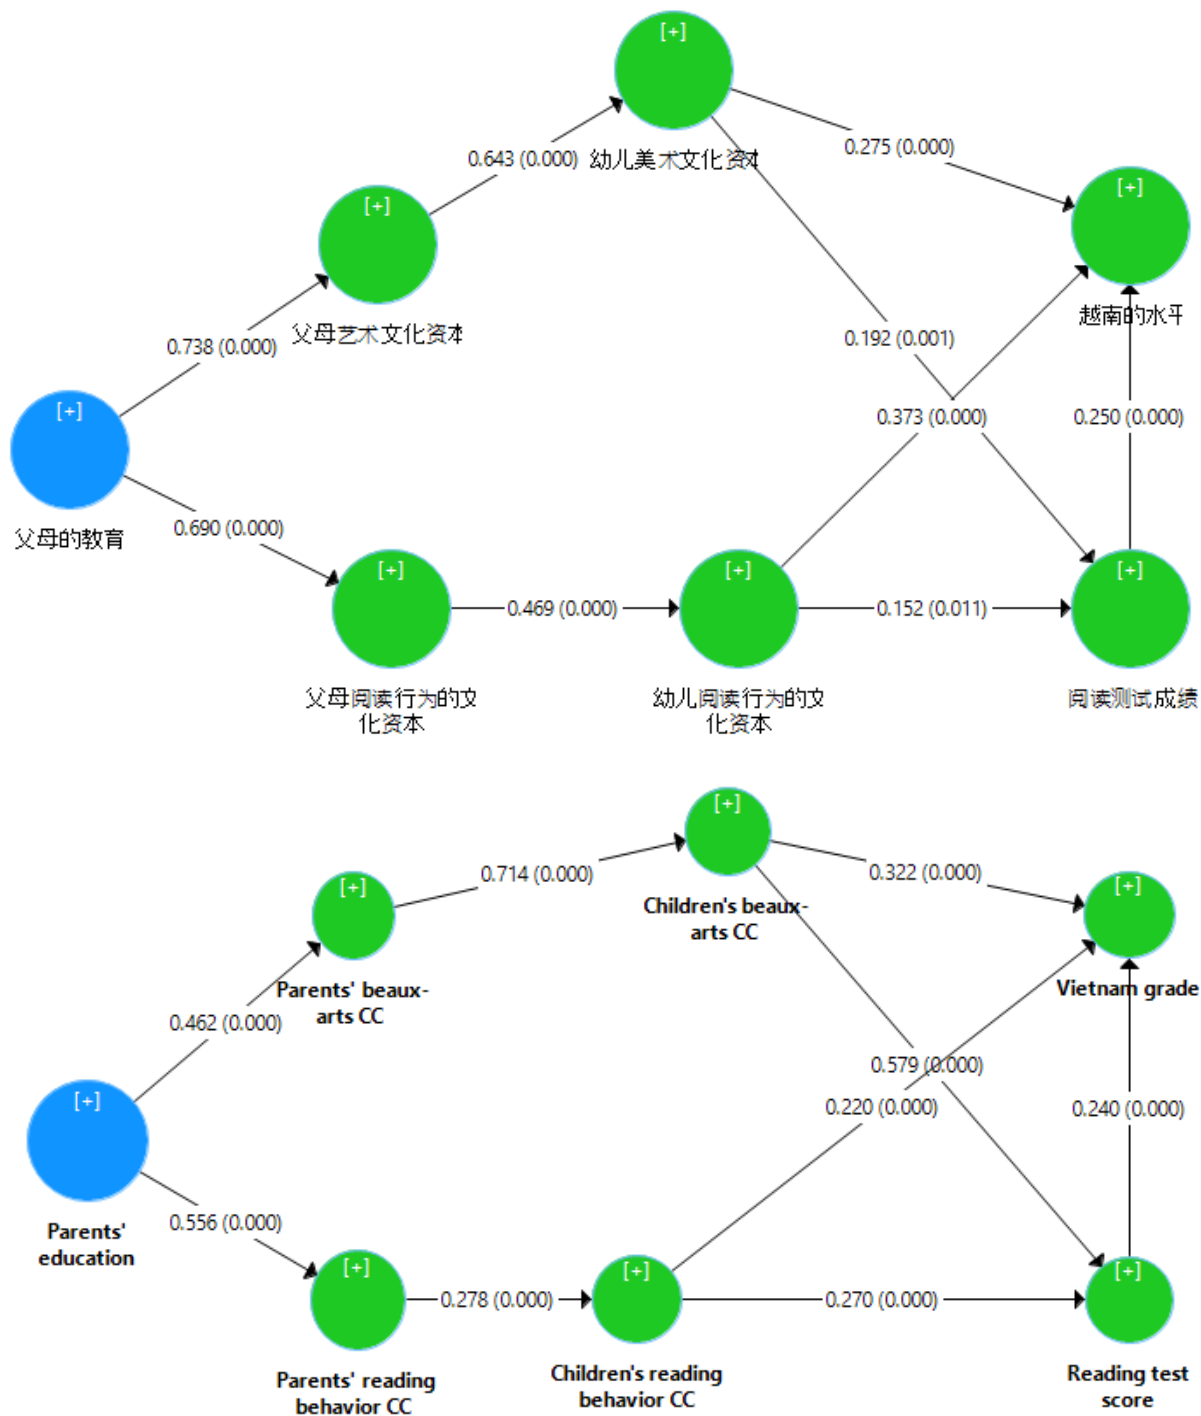 [+]
0.275 (0.000)
0.643 (0.000)
幼儿美术文化资本
[+]
[+]
越南的水平
0.192 (0.001)
父母艺术文化资本
0.738 (0.000)
[+]
0.373 (0.000)
0.250 (0.000)
0.690 (0.000)
父母的教育
[+]
[+]
[+]
0.469 (0.000)
0.152 (0.011)
父母阅读行为的文
化资本
幼儿阅读行为的文
化资本
阅读测试成绩
[+]
0.714 (0.000)
0.322 (0.000)
[+]
[+]
Children's beaux-
arts CC
Parents' beaux-
arts CC
Vietnam grade
0.462 (0.000)
0.579 (0.000)
[+]
0.220 (0.000)
0.240 (0.000)
0.556 (0.000)
Parents'
education
[+]
[+]
[+]
0.278 (0.000)
0.270 (0.000)
Parents' reading
behavior CC
Children's reading
behavior CC
Reading test
score